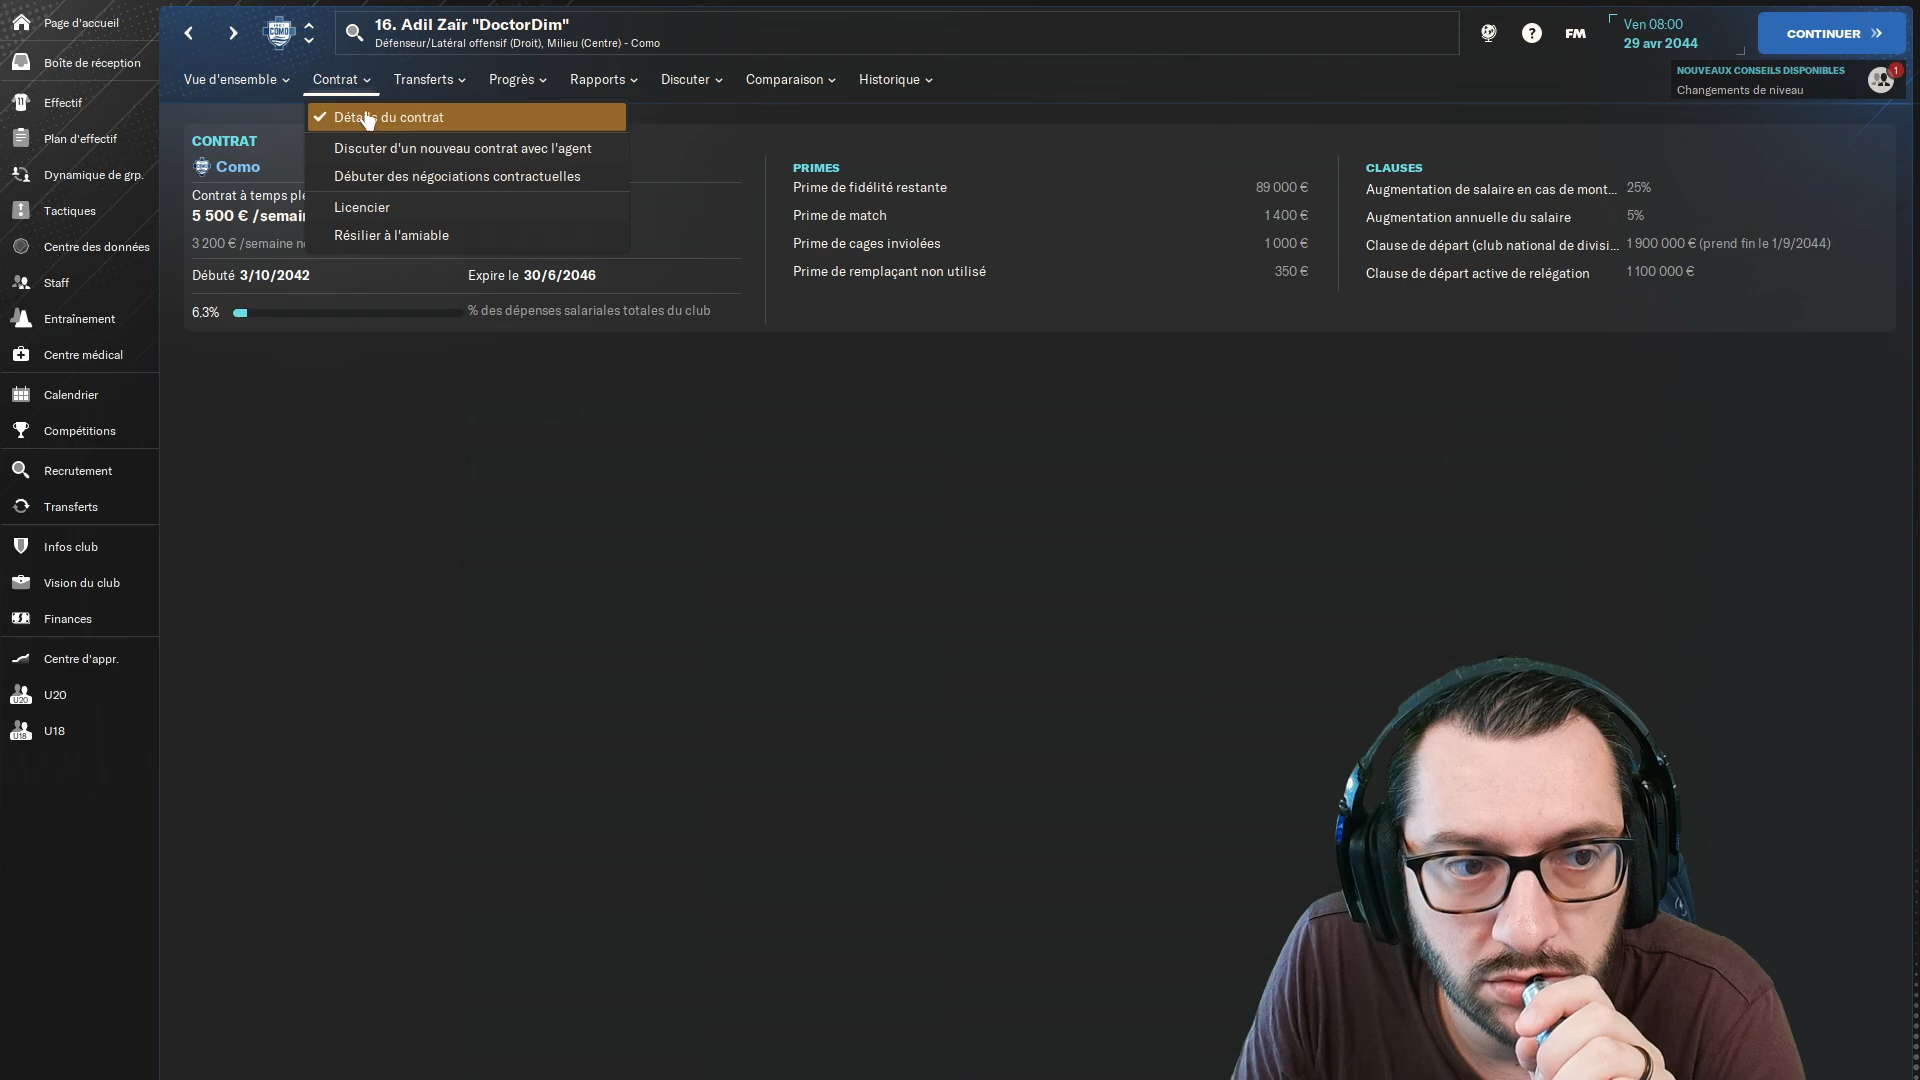 Page d'accueil
Boîte de réception
Effectif
Plan d'effectif
Dynamique de grp.
Tactiques
Centre des données
Staff
Entraînement
Centre médical
Calendrier
Compétitions
Recrutement
Transferts
Infos club
Vision du club
Finances
Centre d'appr.
U20
U18
16. Adil Zaïr "DoctorDim"
Défenseur/Latéral offensif (Droit), Milieu (Centre) - Como
FM
Ven 08:00
29 avr 2044
CONTINUER
Vue d'ensemble
Contrat
Transferts
Progrès
Rapports
Discuter
Comparaison
Historique
NOUVEAUX CONSEILS DISPONIBLES
Changements de niveau
1
Détails du contrat
Discuter d'un nouveau contrat avec l'agent
Débuter des négociations contractuelles
Licencier
Résilier à l'amiable
CONTRAT
Como
Contrat à temps ple
5 500 € /semai
3 200 € /semaine n
Débuté 3/10/2042
Expire le 30/6/2046
6.3%
% des dépenses salariales totales du club
PRIMES
Prime de fidélité restante 89 000 €
Prime de match 1 400 €
Prime de cages inviolées 1 000 €
Prime de remplaçant non utilisé 350 €
CLAUSES
Augmentation de salaire en cas de mont... 25%
Augmentation annuelle du salaire 5%
Clause de départ (club national de divisi... 1 900 000 € (prend fin le 1/9/2044)
Clause de départ active de relégation 1 100 000 €